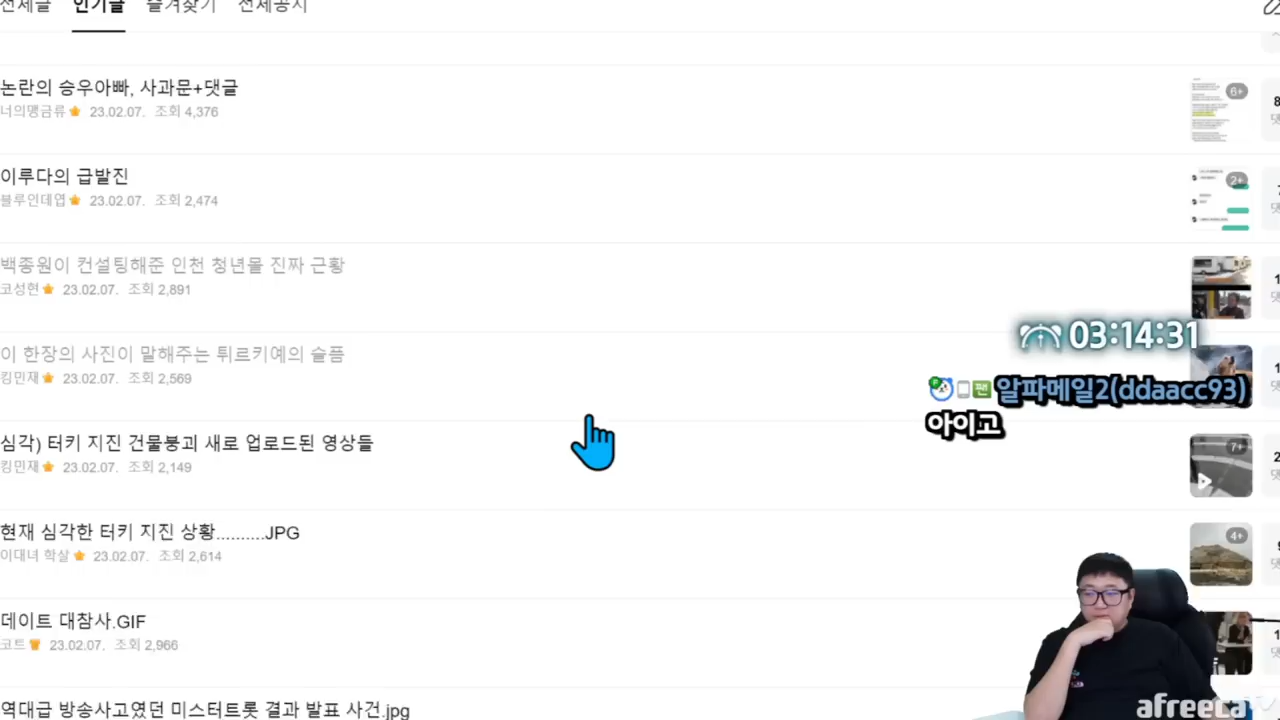 전체글 인기글 즐겨찾기 전체공지
논란의 승우아빠, 사과문+댓글
너의맹금류 23.02.07. 조회 4,376
6+
이루다의 급발진
블루인데엽 23.02.07. 조회 2,474
2+
백종원이 컨설팅해준 인천 청년몰 진짜 근황
코성현 23.02.07. 조회 2,891
03:14:31
이 한장의 사진이 말해주는 튀르키예의 슬픔
킹민재 23.02.07. 조회 2,569
팬 알파메일2(ddaacc93)
아이고
심각) 터키 지진 건물붕괴 새로 업로드된 영상들
킹민재 23.02.07. 조회 2,149
7+
현재 심각한 터키 지진 상황..........JPG
이대녀 학살 23.02.07. 조회 2,614
4+
데이트 대참사.GIF
코트 23.02.07. 조회 2,966
역대급 방송사고였던 미스터트롯 결과 발표 사건.jpg
afreecaTV